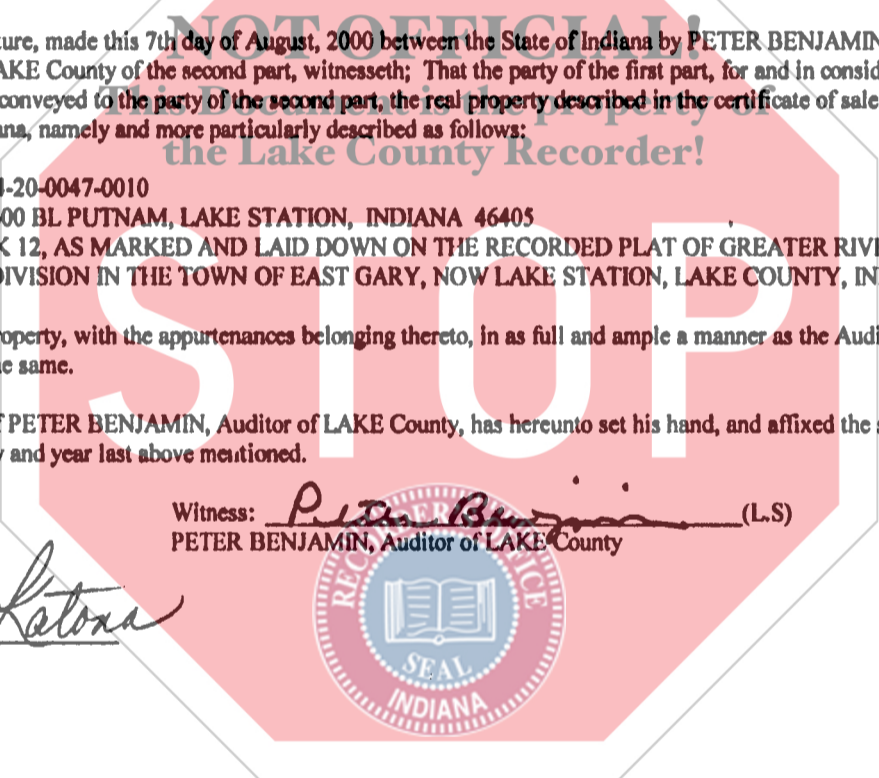 NOT OFFICIAL!
ure, made this 7th day of August, 2000 between the State of Indiana by PETER BENJAMIN
AKE County of the second part, witnesseth; That the party of the first part, for and in consid
conveyed to the party of the second part, the real property described in the certificate of sale
This Document is the property of
ana, namely and more particularly described as follows:
the Lake County Recorder!
-20-0047-0010
00 BL PUTNAM, LAKE STATION, INDIANA 46405
K 12, AS MARKED AND LAID DOWN ON THE RECORDED PLAT OF GREATER RIVE
DIVISION IN THE TOWN OF EAST GARY, NOW LAKE STATION, LAKE COUNTY, IN
STOP
operty, with the appurtenances belonging thereto, in as full and ample a manner as the Audi
e same.
f PETER BENJAMIN, Auditor of LAKE County, has hereunto set his hand, and affixed the s
y and year last above mentioned.
Witness: Peter Benjamin (L.S)
PETER BENJAMIN, Auditor of LAKE County
Katona
RECORDER'S OFFICE
SEAL
INDIANA